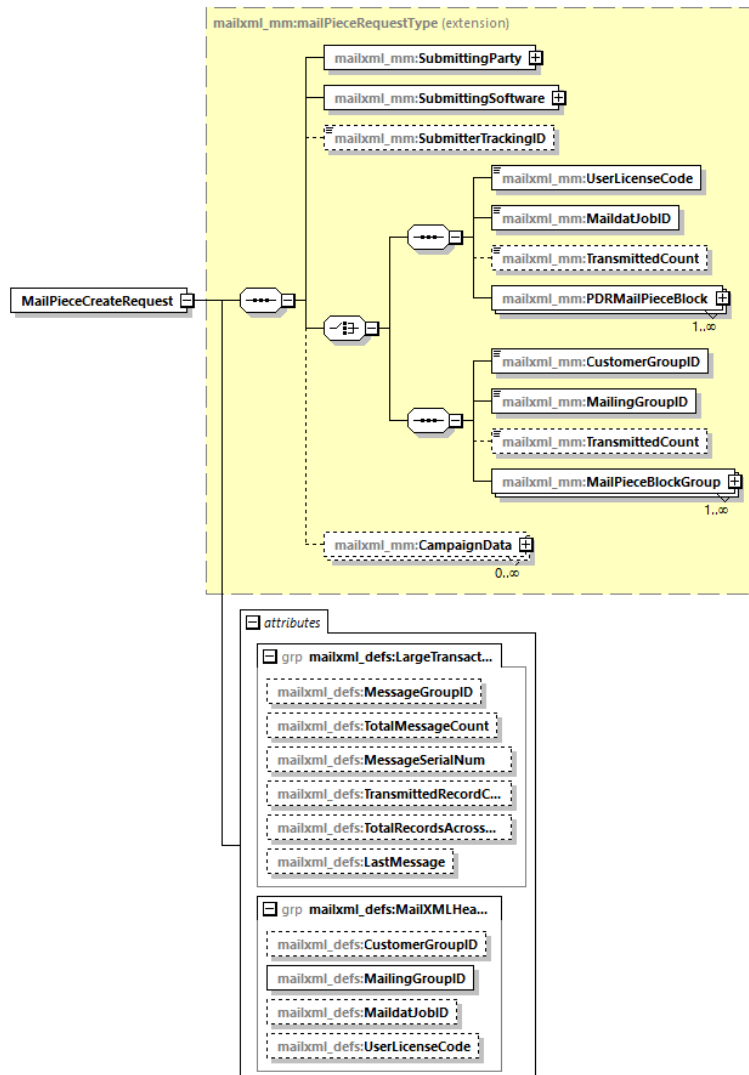 mailxml_mm:mailPieceRequestType (extension)
mailxml_mm:SubmittingParty
mailxml_mm:SubmittingSoftware
mailxml_mm:SubmitterTrackingID
mailxml_mm:UserLicenseCode
mailxml_mm:MaildatJobID
mailxml_mm:TransmittedCount
mailxml_mm:PDRMailPieceBlock
1..∞
MailPieceCreateRequest
mailxml_mm:CustomerGroupID
mailxml_mm:MailingGroupID
mailxml_mm:TransmittedCount
mailxml_mm:MailPieceBlockGroup
1..∞
mailxml_mm:CampaignData
0..∞
attributes
grp mailxml_defs:LargeTransact...
mailxml_defs:MessageGroupID
mailxml_defs:TotalMessageCount
mailxml_defs:MessageSerialNum
mailxml_defs:TransmittedRecordC...
mailxml_defs:TotalRecordsAcross...
mailxml_defs:LastMessage
grp mailxml_defs:MailXMLHea...
mailxml_defs:CustomerGroupID
mailxml_defs:MailingGroupID
mailxml_defs:MaildatJobID
mailxml_defs:UserLicenseCode